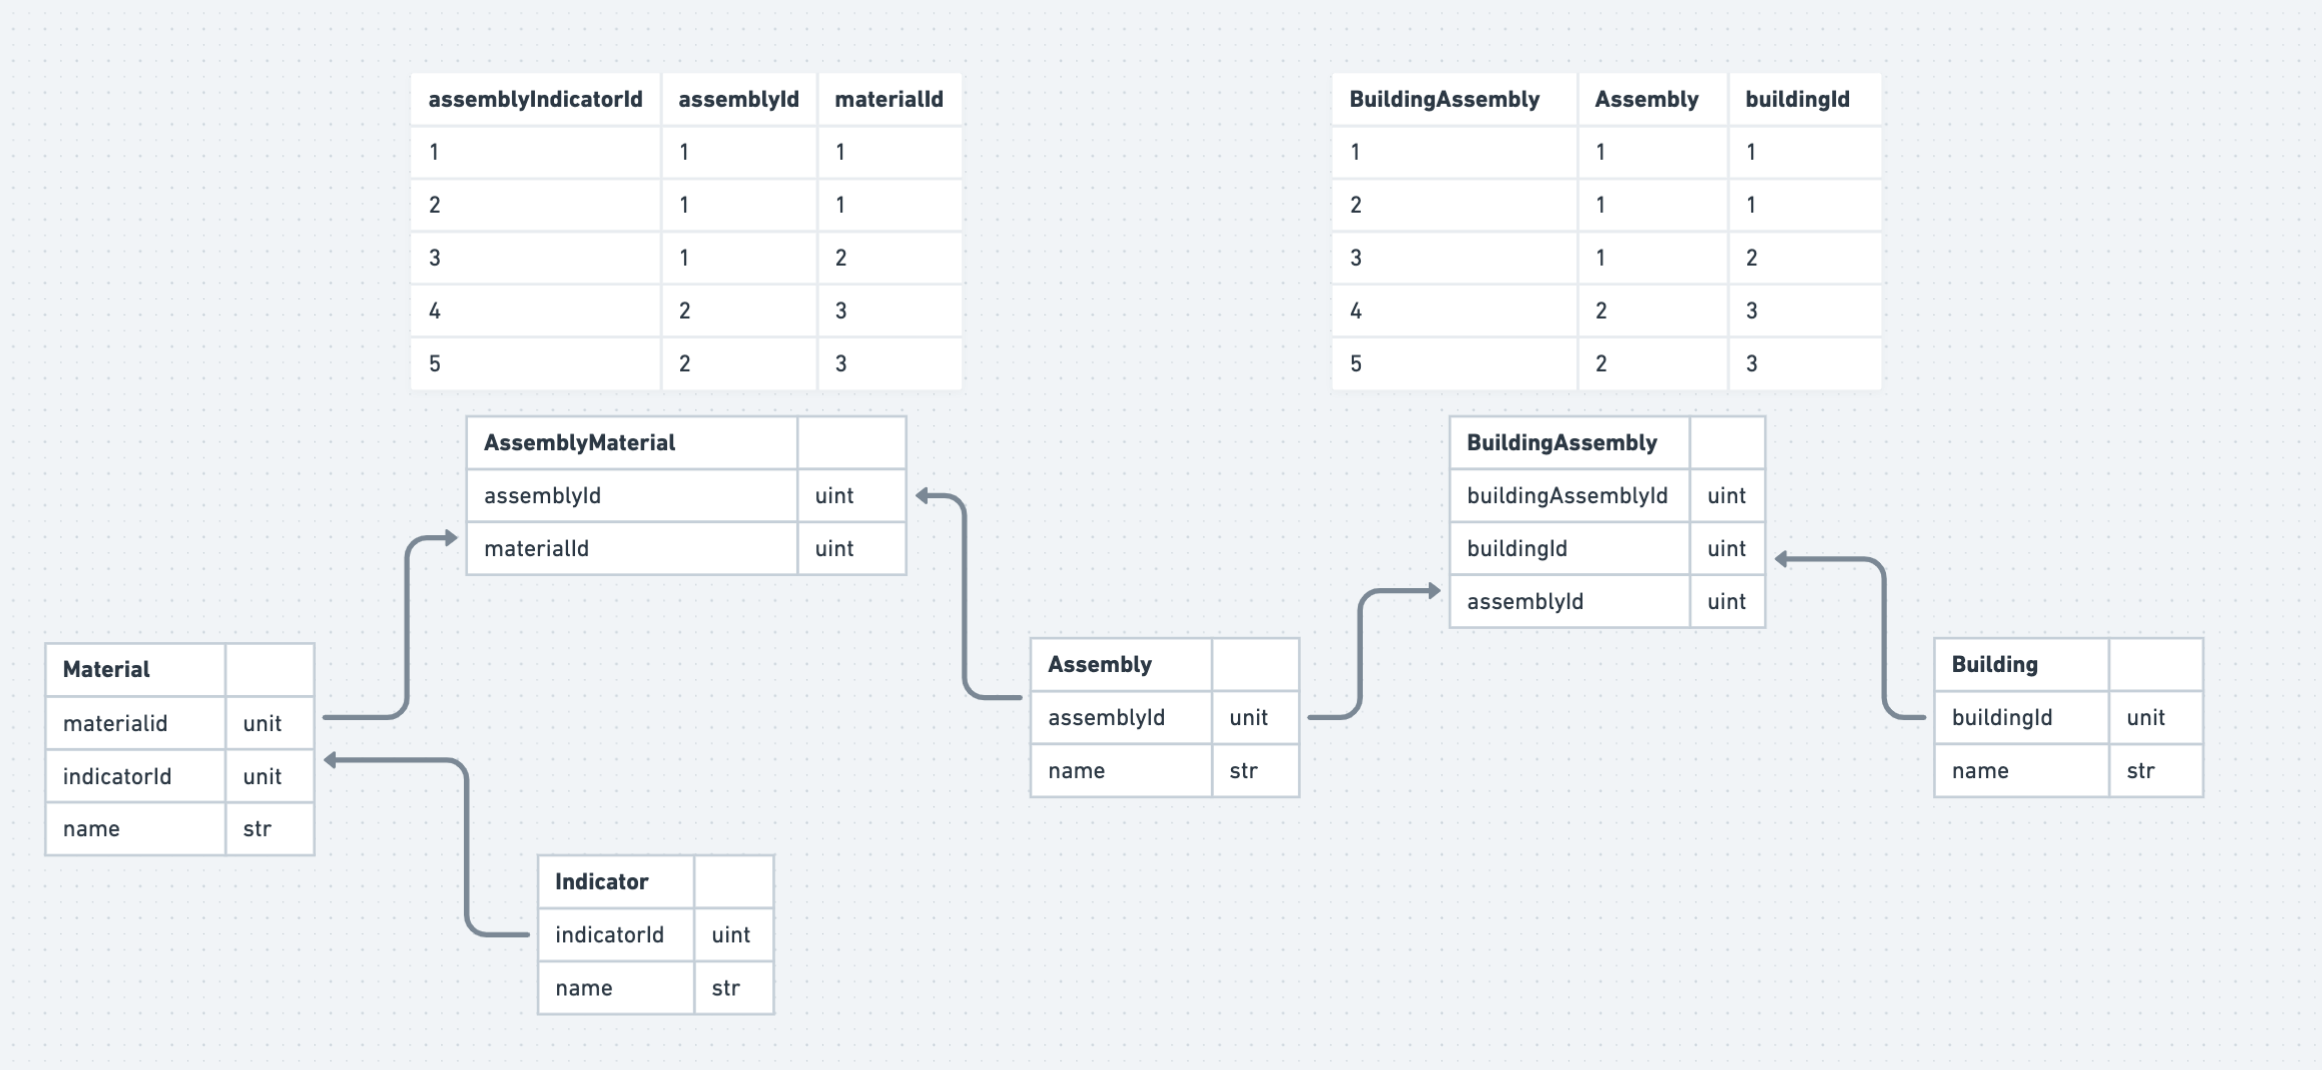 assemblyIndicatorId assemblyId materialId
1 1 1
2 1 1
3 1 2
4 2 3
5 2 3
BuildingAssembly Assembly buildingId
1 1 1
2 1 1
3 1 2
4 2 3
5 2 3
AssemblyMaterial
assemblyId uint
materialId uint
BuildingAssembly
buildingAssemblyId uint
buildingId uint
assemblyId uint
Material
materialid unit
indicatorId unit
name str
Assembly
assemblyId unit
name str
Building
buildingId unit
name str
Indicator
indicatorId uint
name str